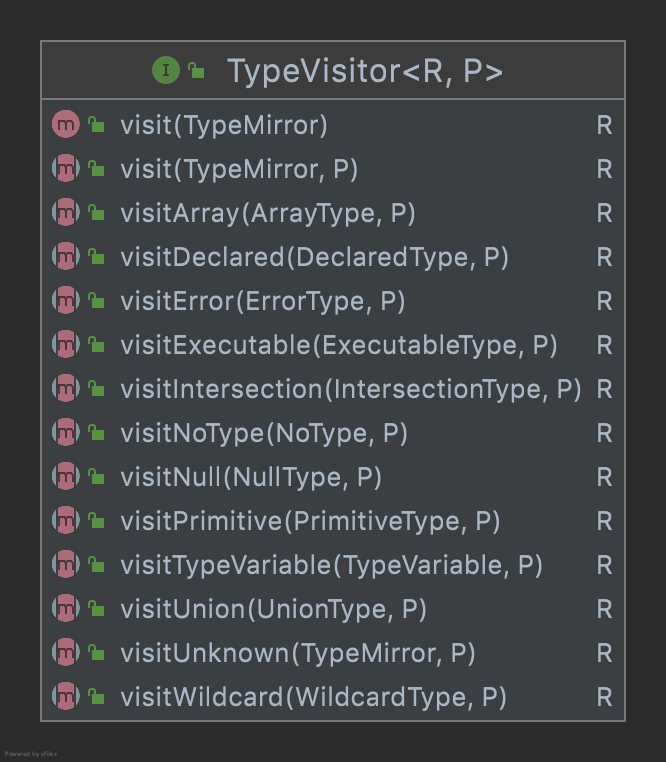 I TypeVisitor<R, P>
m visit(TypeMirror) R
m visit(TypeMirror, P) R
m visitArray(ArrayType, P) R
m visitDeclared(DeclaredType, P) R
m visitError(ErrorType, P) R
m visitExecutable(ExecutableType, P) R
m visitIntersection(IntersectionType, P) R
m visitNoType(NoType, P) R
m visitNull(NullType, P) R
m visitPrimitive(PrimitiveType, P) R
m visitTypeVariable(TypeVariable, P) R
m visitUnion(UnionType, P) R
m visitUnknown(TypeMirror, P) R
m visitWildcard(WildcardType, P) R
Powered by yFiles